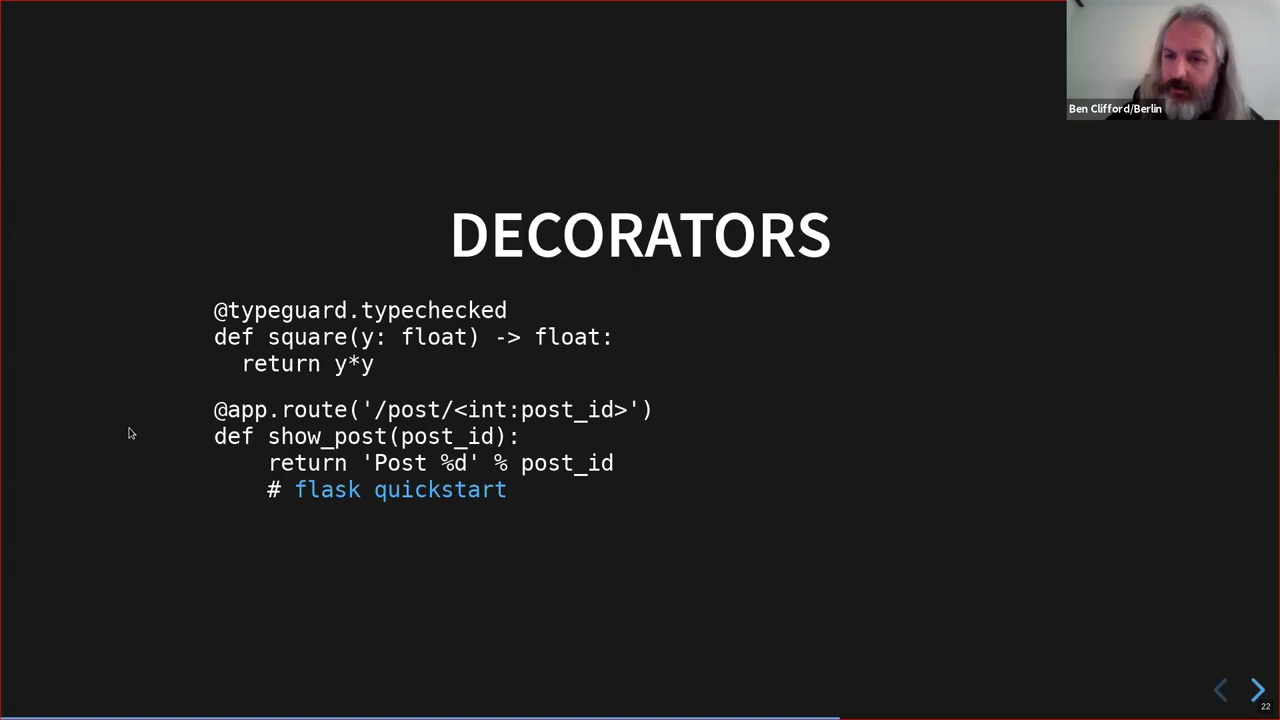 Ben Clifford/Berlin
DECORATORS
@typeguard.typechecked
def square(y: float) -> float:
  return y*y
@app.route('/post/<int:post_id>')
def show_post(post_id):
    return 'Post %d' % post_id
    # flask quickstart
22